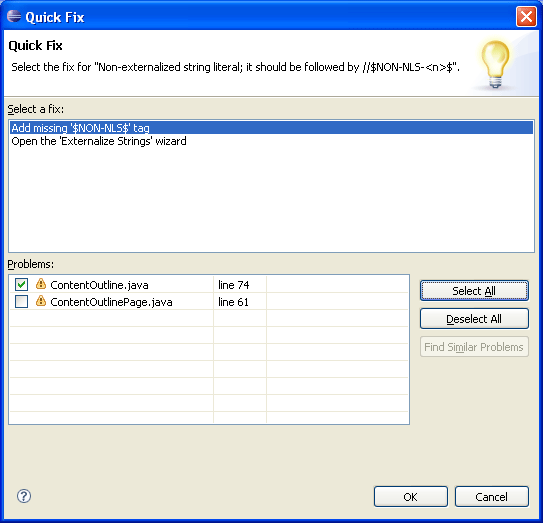 Quick Fix
Quick Fix
Select the fix for "Non-externalized string literal; it should be followed by //$NON-NLS-<n>$".
Select a fix:
Add missing '$NON-NLS$' tag
Open the 'Externalize Strings' wizard
Problems:
ContentOutline.java line 74
ContentOutlinePage.java line 61
Select All
Deselect All
Find Similar Problems
?
OK Cancel